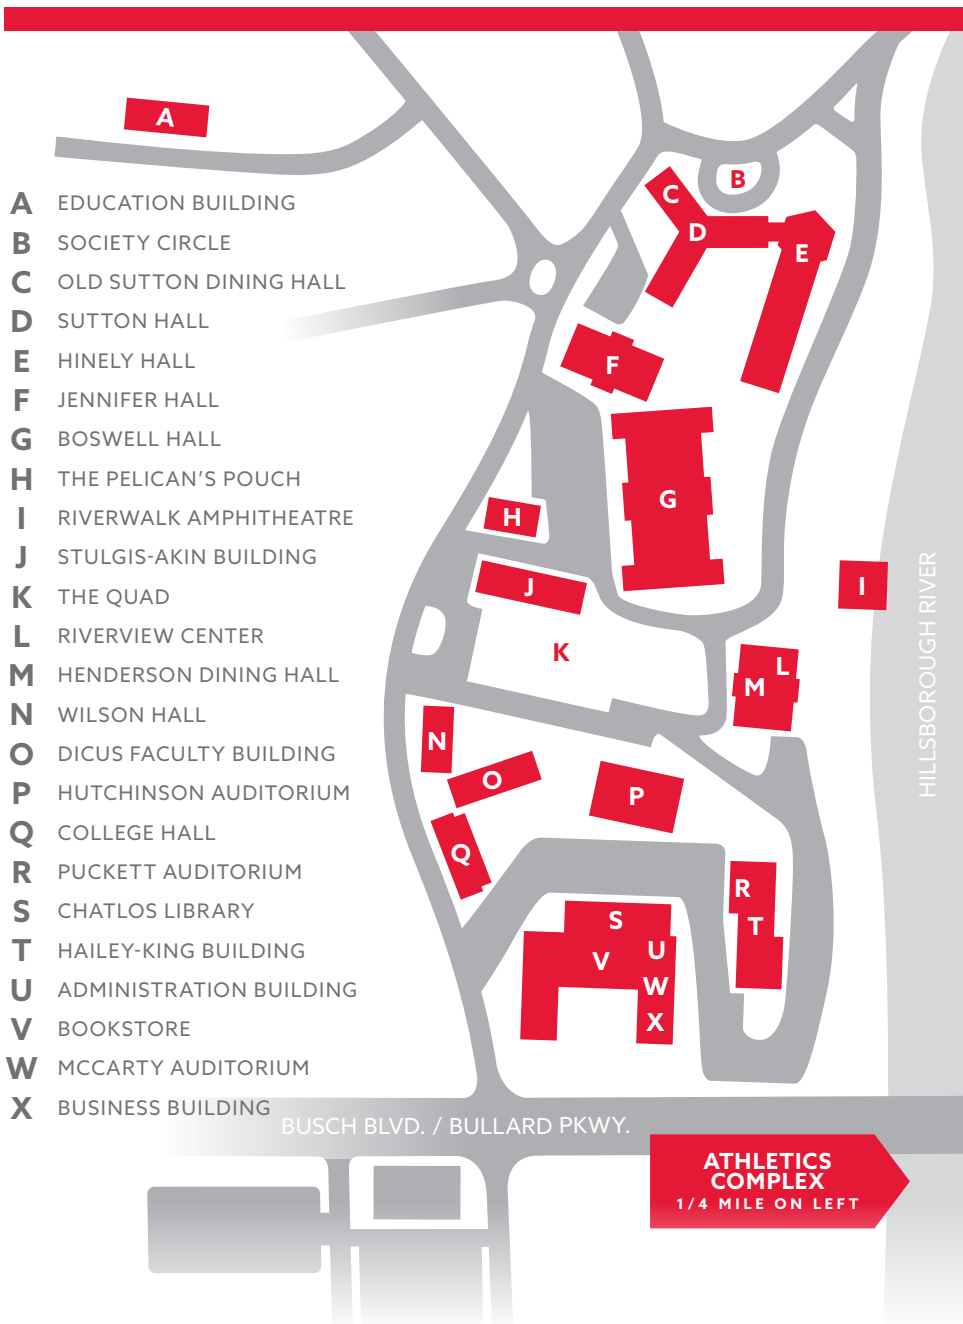 A EDUCATION BUILDING
B SOCIETY CIRCLE
C OLD SUTTON DINING HALL
D SUTTON HALL
E HINELY HALL
F JENNIFER HALL
G BOSWELL HALL
H THE PELICAN'S POUCH
I RIVERWALK AMPHITHEATRE
J STULGIS-AKIN BUILDING
K THE QUAD
L RIVERVIEW CENTER
M HENDERSON DINING HALL
N WILSON HALL
O DICUS FACULTY BUILDING
P HUTCHINSON AUDITORIUM
Q COLLEGE HALL
R PUCKETT AUDITORIUM
S CHATLOS LIBRARY
T HAILEY-KING BUILDING
U ADMINISTRATION BUILDING
V BOOKSTORE
W MCCARTY AUDITORIUM
X BUSINESS BUILDING
A
B
C
D
E
F
G
H
I
J
K
L
M
N
O
P
Q
R
S
T
U
V
W
X
HILLSBOROUGH RIVER
BUSCH BLVD. / BULLARD PKWY.
ATHLETICS
COMPLEX
1/4 MILE ON LEFT